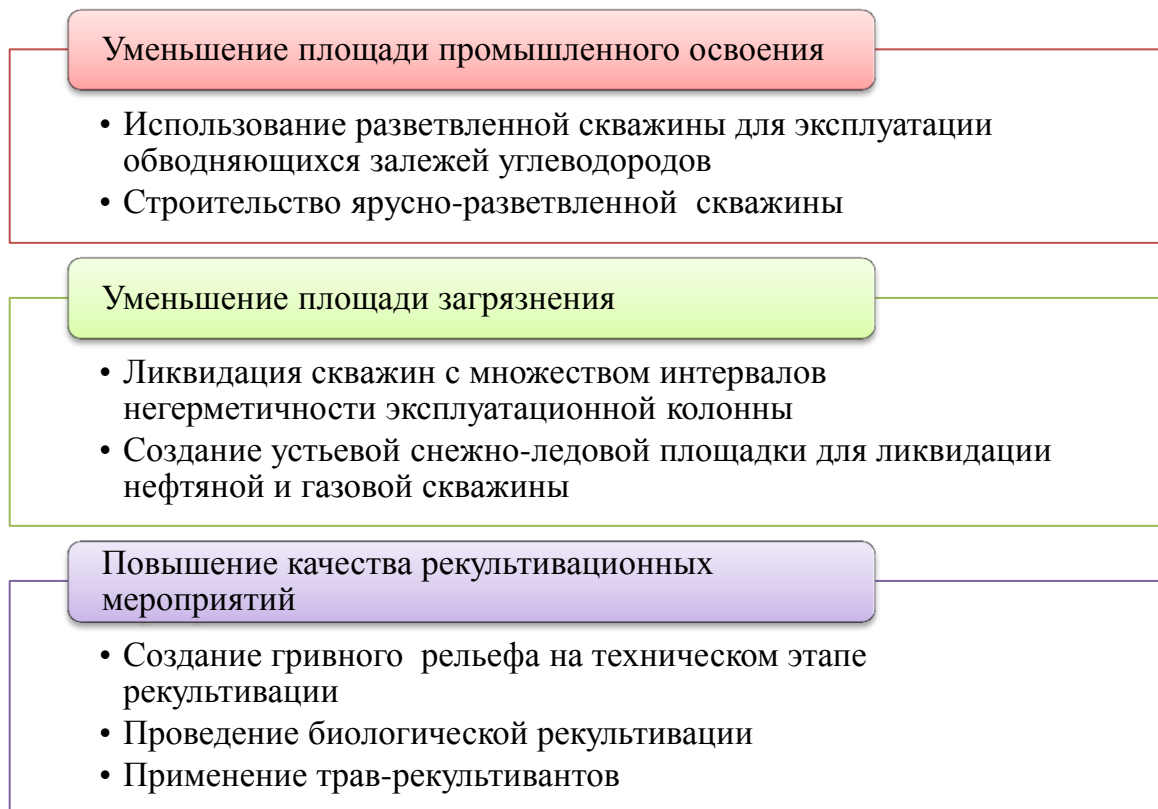 Уменьшение площади промышленного освоения
• Использование разветвленной скважины для эксплуатации
обводняющихся залежей углеводородов
• Строительство ярусно-разветвленной скважины
Уменьшение площади загрязнения
• Ликвидация скважин с множеством интервалов
негерметичности эксплуатационной колонны
• Создание устьевой снежно-ледовой площадки для ликвидации
нефтяной и газовой скважины
Повышение качества рекультивационных
мероприятий
• Создание гривного рельефа на техническом этапе
рекультивации
• Проведение биологической рекультивации
• Применение трав-рекультивантов